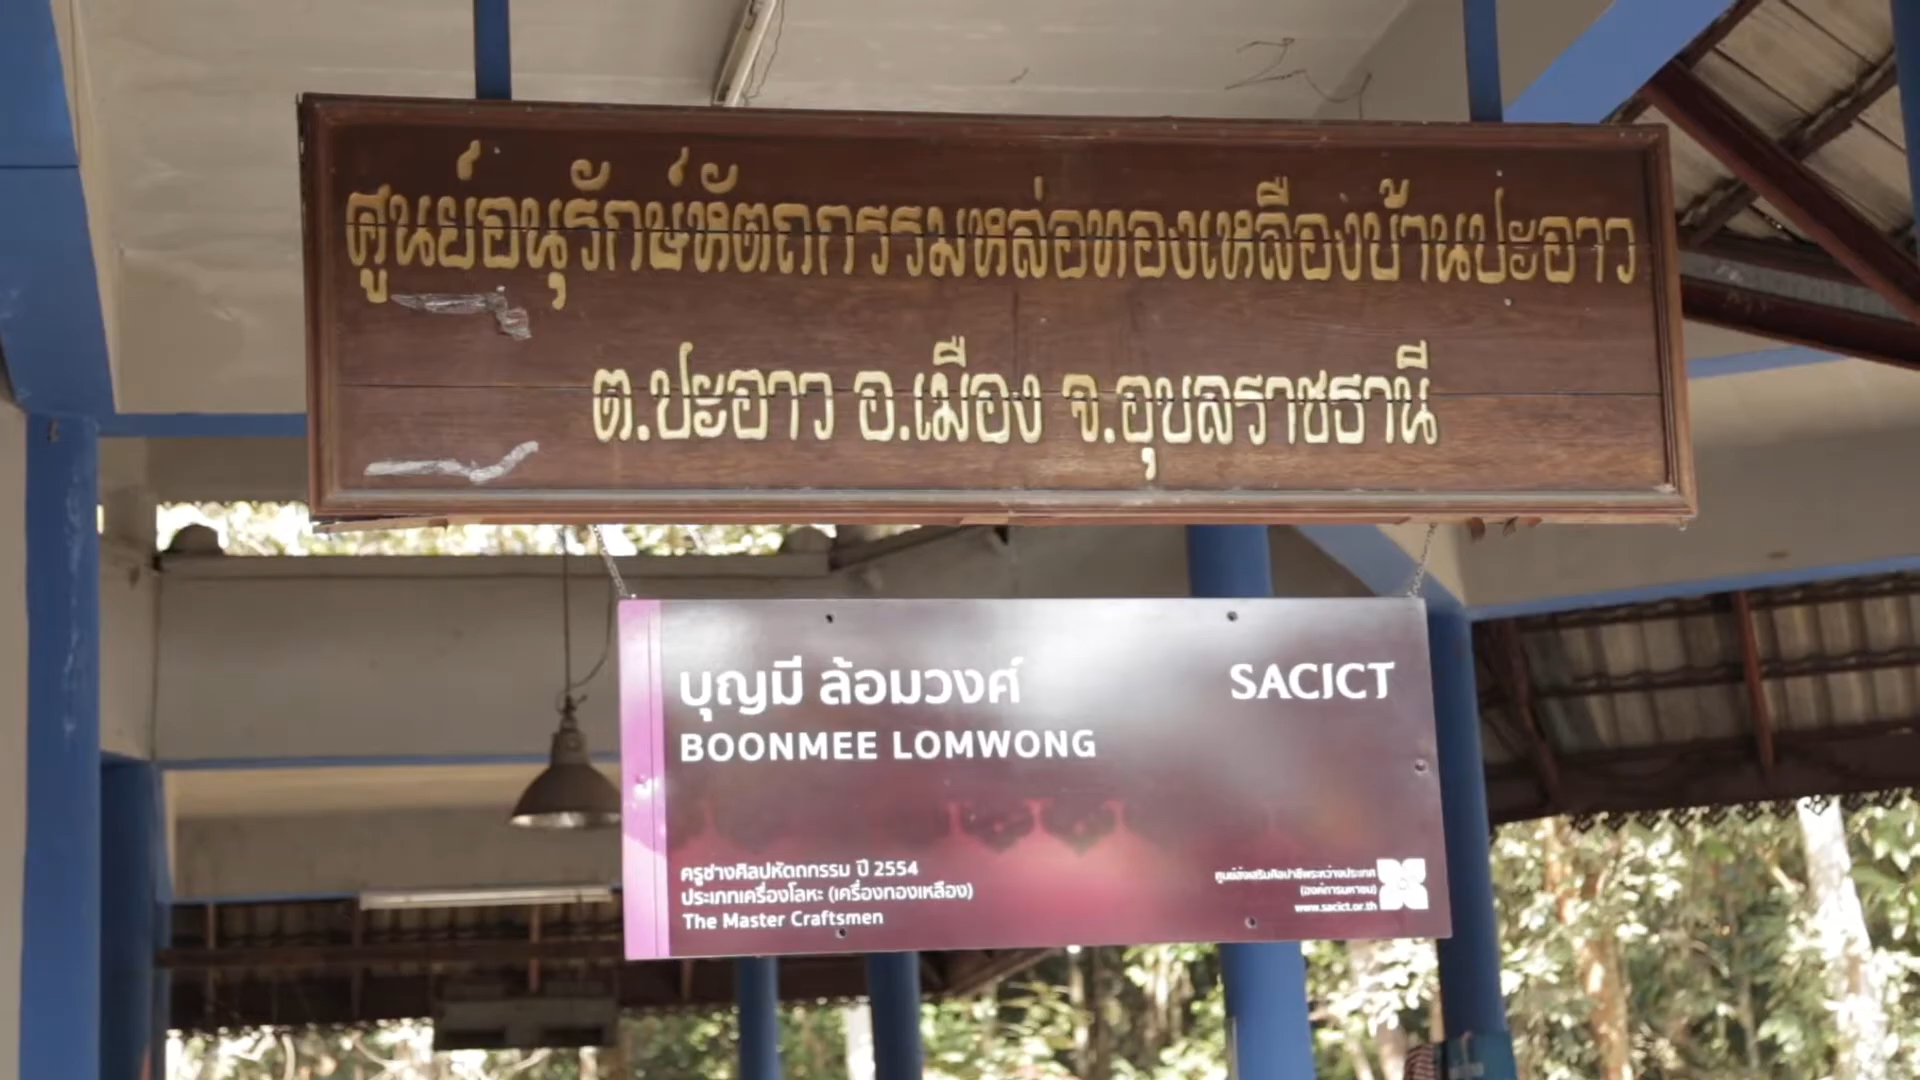 ศูนย์อนุรักษ์หัตถกรรมหล่อทองเหลืองบ้านปะอาว
ต.ปะอาว อ.เมือง จ.อุบลราชธานี
บุญมี ล้อมวงศ์
SACICT
BOONMEE LOMWONG
ครูช่างศิลปหัตถกรรม ปี 2554
ประเภทเครื่องโลหะ (เครื่องทองเหลือง)
The Master Craftsmen
ศูนย์ส่งเสริมศิลปาชีพระหว่างประเทศ
(องค์การมหาชน)
www.sacict.or.th